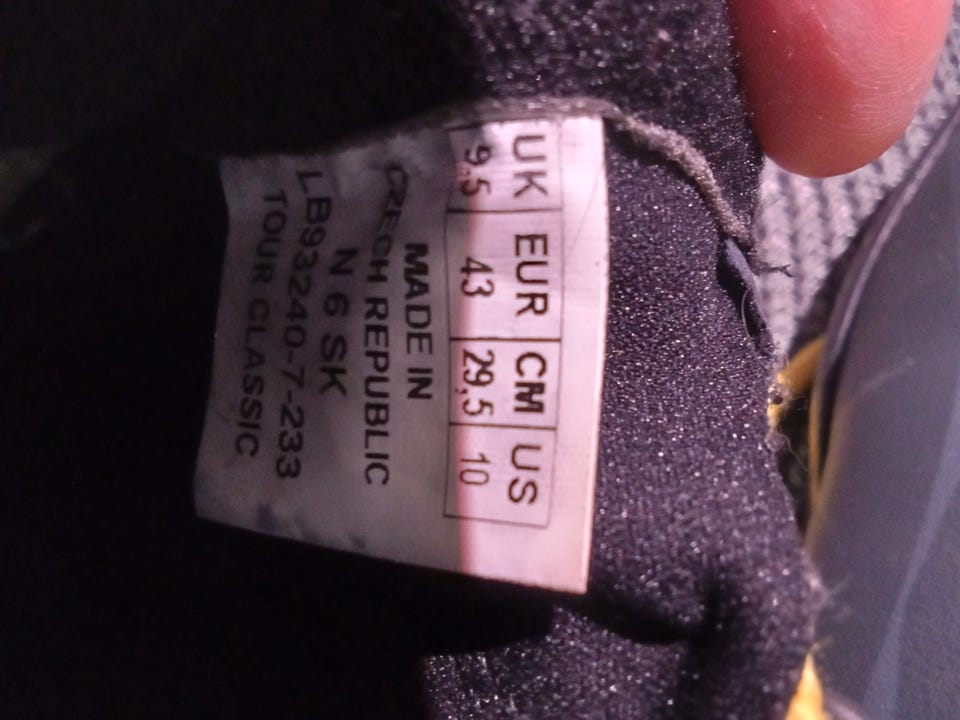 UK EUR CM US
9,5 43 29,5 10
MADE IN
CZECH REPUBLIC
N 6 SK
LB93240-7-233
TOUR CLASSIC